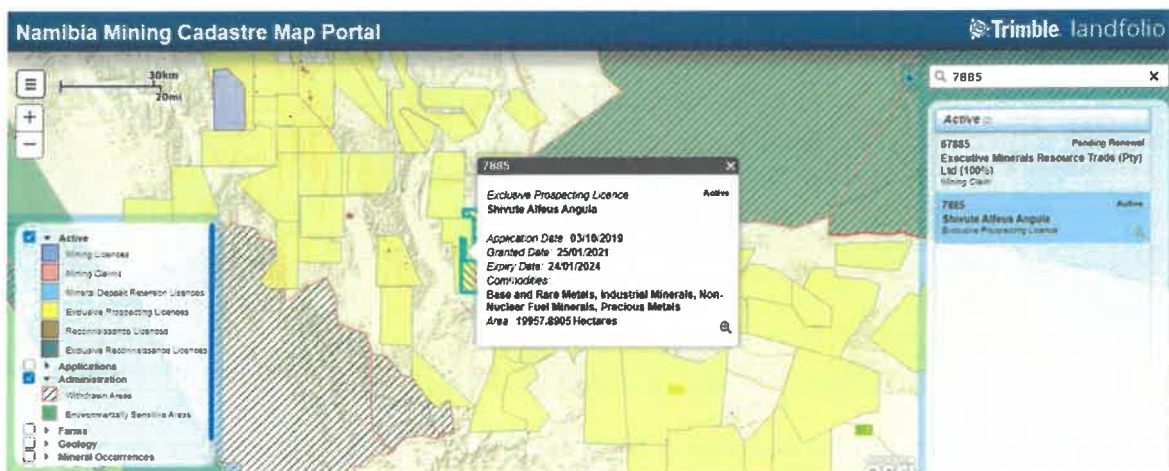 Namibia Mining Cadastre Map Portal
Trimble landfolio
30km
20mi
+
−
7885
Exclusive Prospecting Licence
Active
Shivute Alfeus Angula
Application Date: 03/10/2019
Granted Date: 25/01/2021
Expiry Date: 24/01/2024
Commodities:
Base and Rare Metals, Industrial Minerals, Non-
Nuclear Fuel Minerals, Precious Metals
Area: 19957.8905 Hectares
7885
Active
67885
Pending Renewal
Executive Minerals Resource Trade (Pty)
Ltd (100%)
Mining Claim
7885
Active
Shivute Alfeus Angula
Exclusive Prospecting Licence
Active
Mining Licences
Mining Claims
Mineral Deposit Retention Licences
Exclusive Prospecting Licences
Reconnaissance Licences
Exclusive Reconnaissance Licences
Applications
Administration
Withdrawn Areas
Environmentally Sensitive Areas
Farms
Geology
Mineral Occurrences